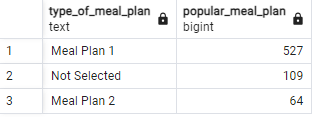 type_of_meal_plan popular_meal_plan
text bigint
1 Meal Plan 1 527
2 Not Selected 109
3 Meal Plan 2 64